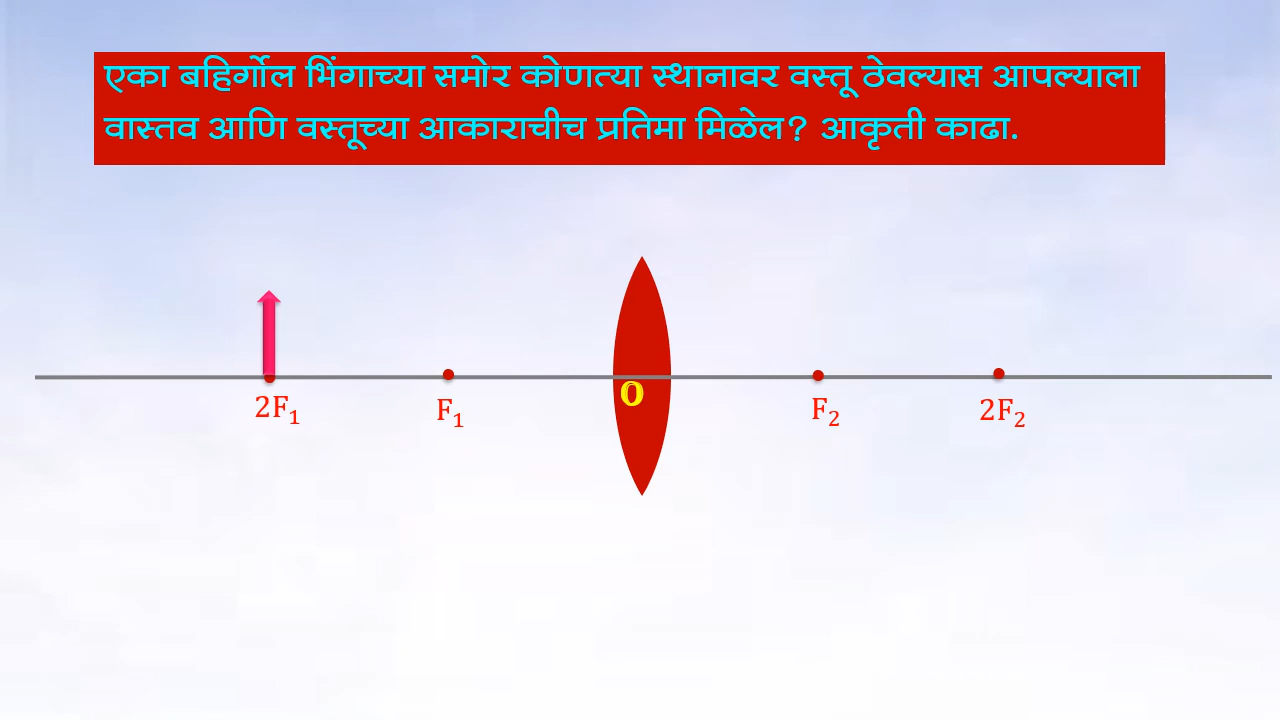 एका बहिर्गोल भिंगाच्या समोर कोणत्या स्थानावर वस्तू ठेवल्यास आपल्याला
वास्तव आणि वस्तूच्या आकाराचीच प्रतिमा मिळेल? आकृती काढा.
O
2F₁ F₁ F₂ 2F₂